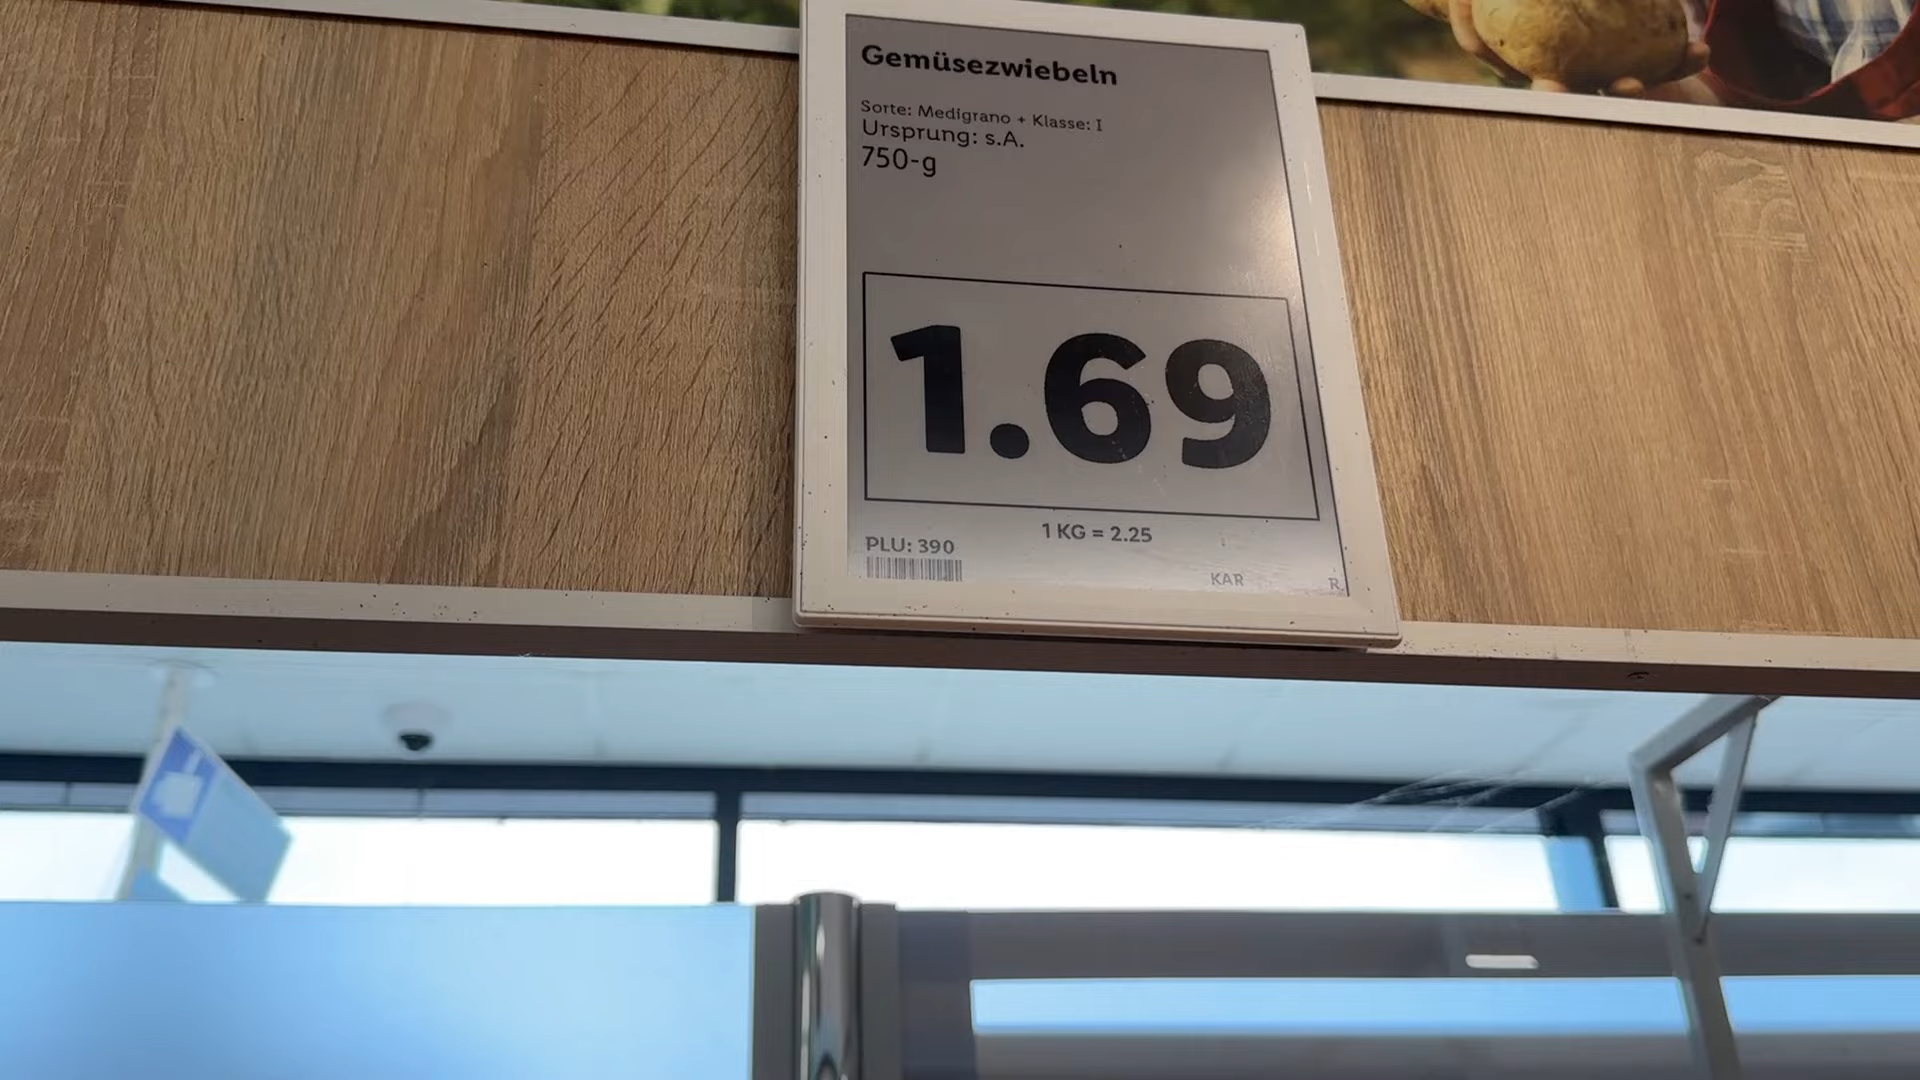 Gemüsezwiebeln
Sorte: Medigrano + Klasse: I
Ursprung: s.A.
750-g
1.69
1 KG = 2.25
PLU: 390
KAR
R